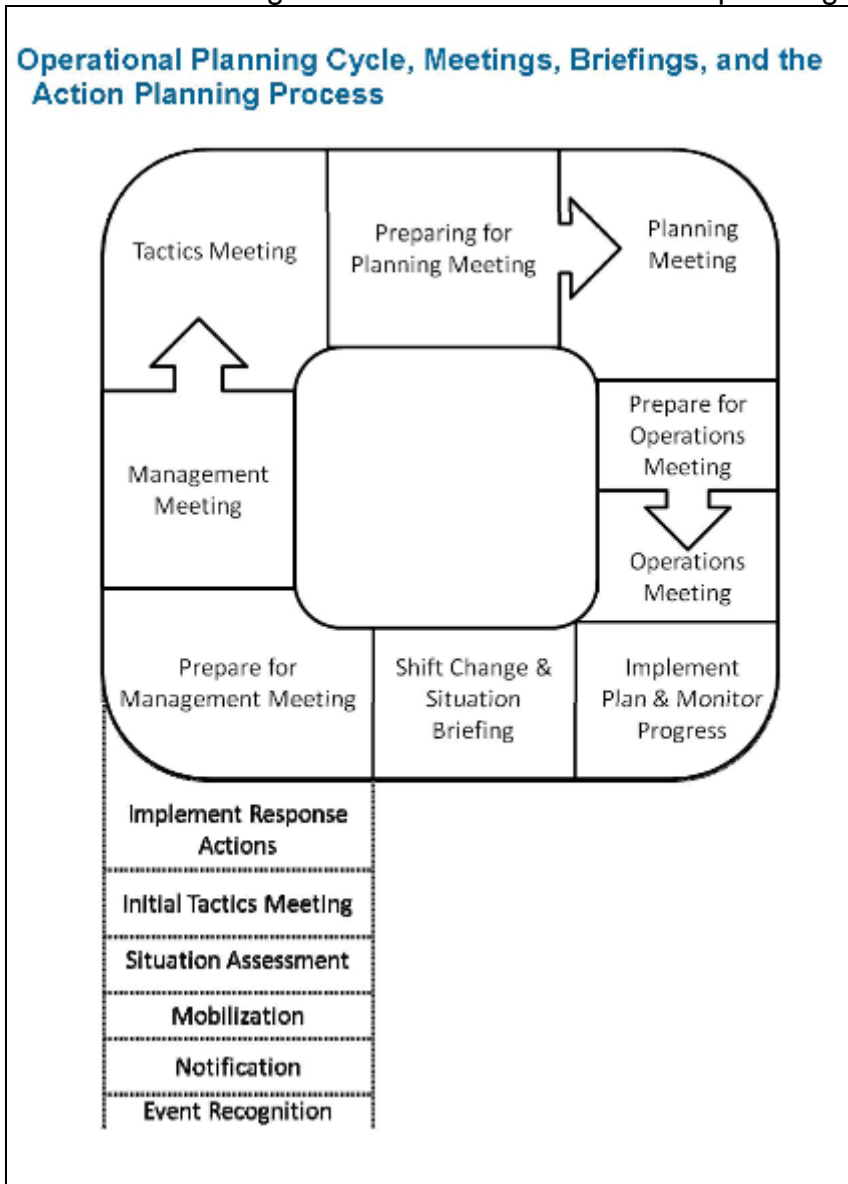 Operational Planning Cycle, Meetings, Briefings, and the
Action Planning Process
Tactics Meeting
Preparing for
Planning Meeting
Planning
Meeting
Prepare for
Operations
Meeting
Management
Meeting
Operations
Meeting
Prepare for
Management Meeting
Shift Change &
Situation
Briefing
Implement
Plan & Monitor
Progress
Implement Response
Actions
Initial Tactics Meeting
Situation Assessment
Mobilization
Notification
Event Recognition